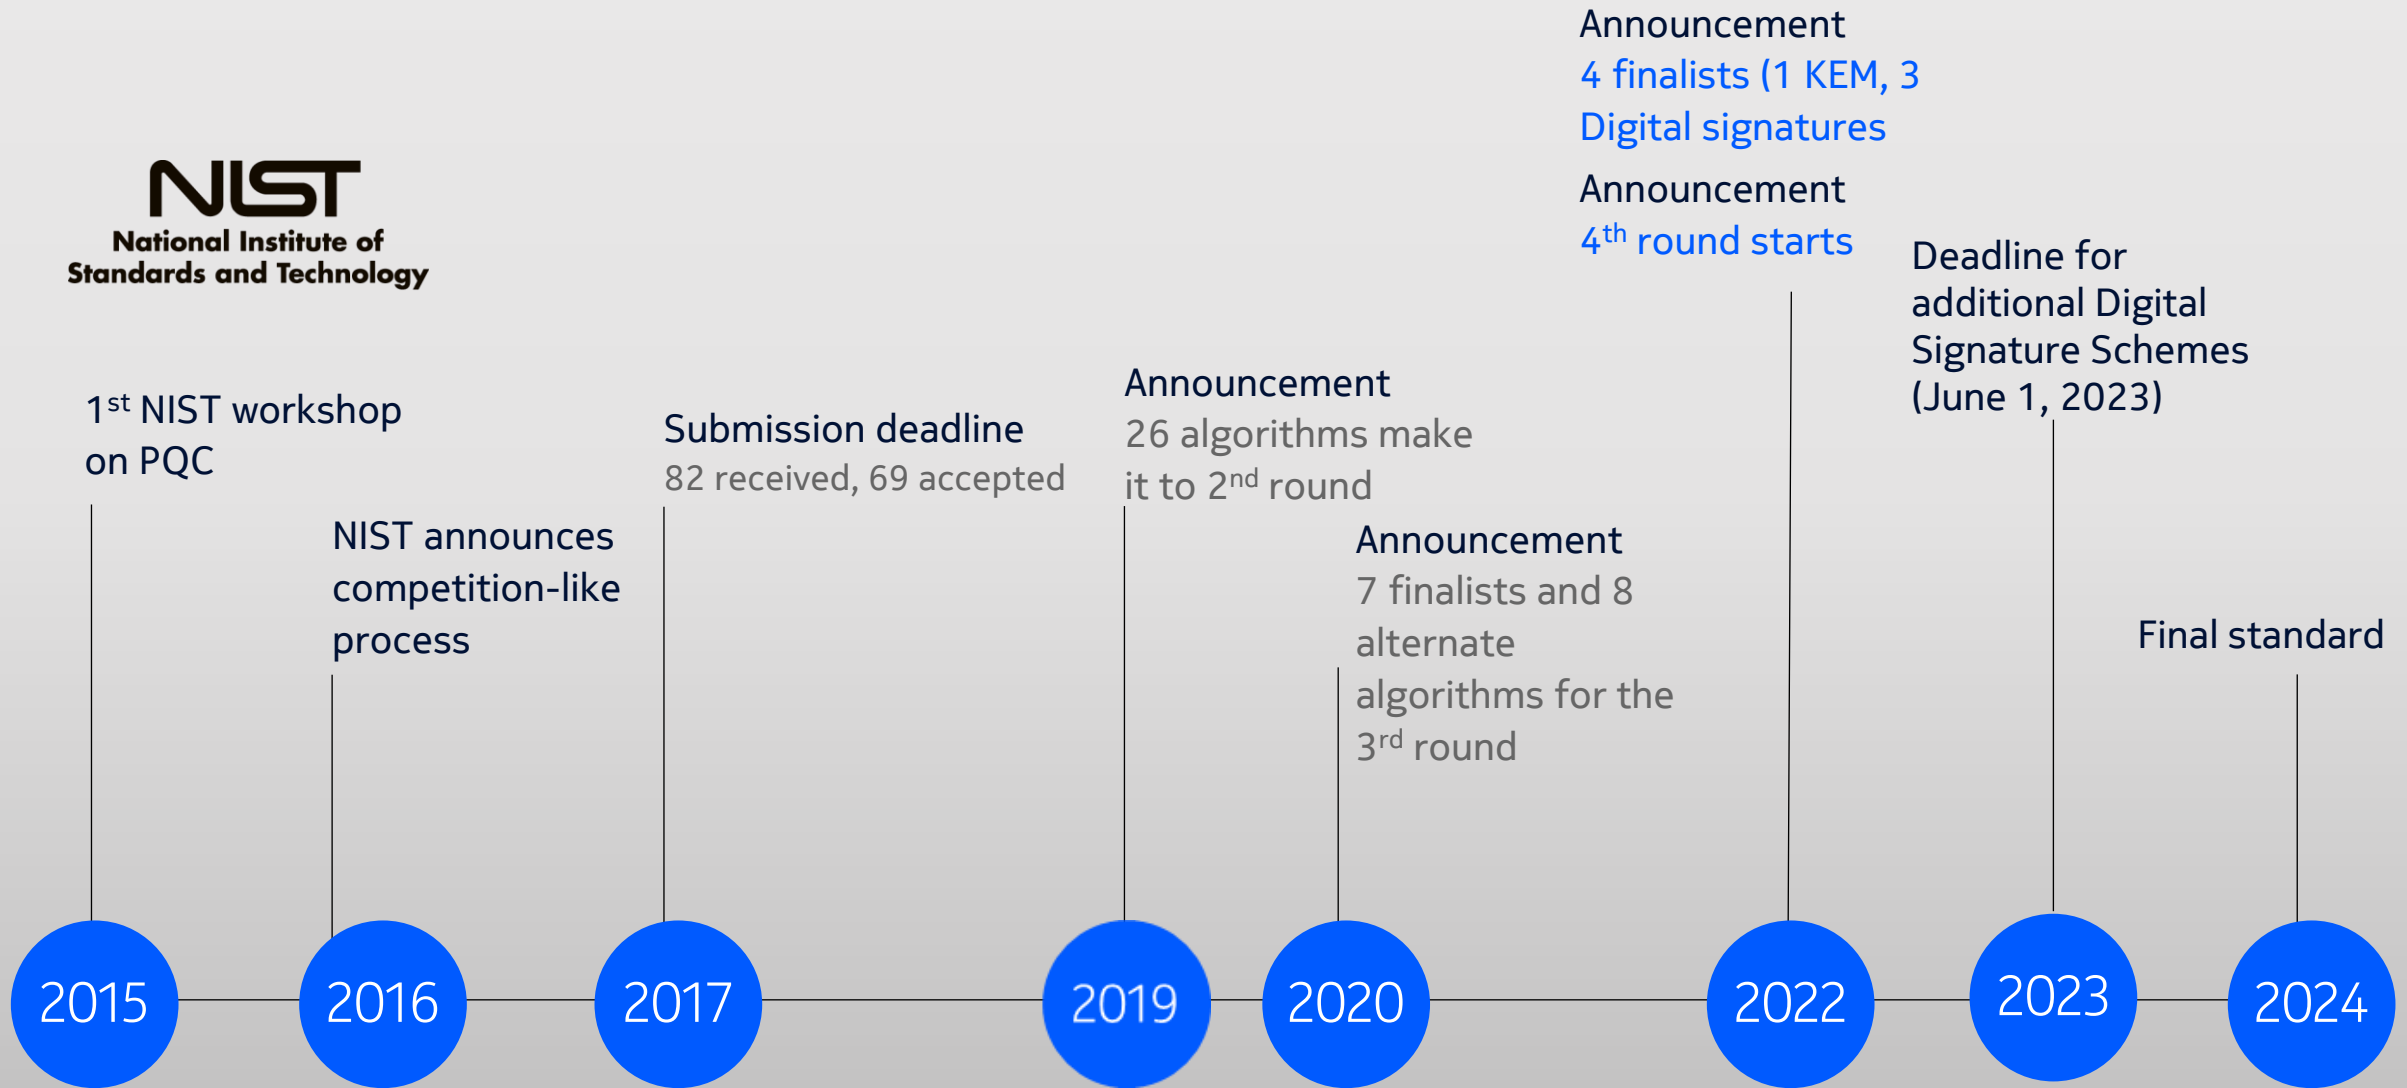 NIST
National Institute of
Standards and Technology
1st NIST workshop
on PQC
NIST announces
competition-like
process
Submission deadline
82 received, 69 accepted
Announcement
26 algorithms make
it to 2nd round
Announcement
7 finalists and 8
alternate
algorithms for the
3rd round
Announcement
4 finalists (1 KEM, 3
Digital signatures
Announcement
4th round starts
Deadline for
additional Digital
Signature Schemes
(June 1, 2023)
Final standard
2015
2016
2017
2019
2020
2022
2023
2024